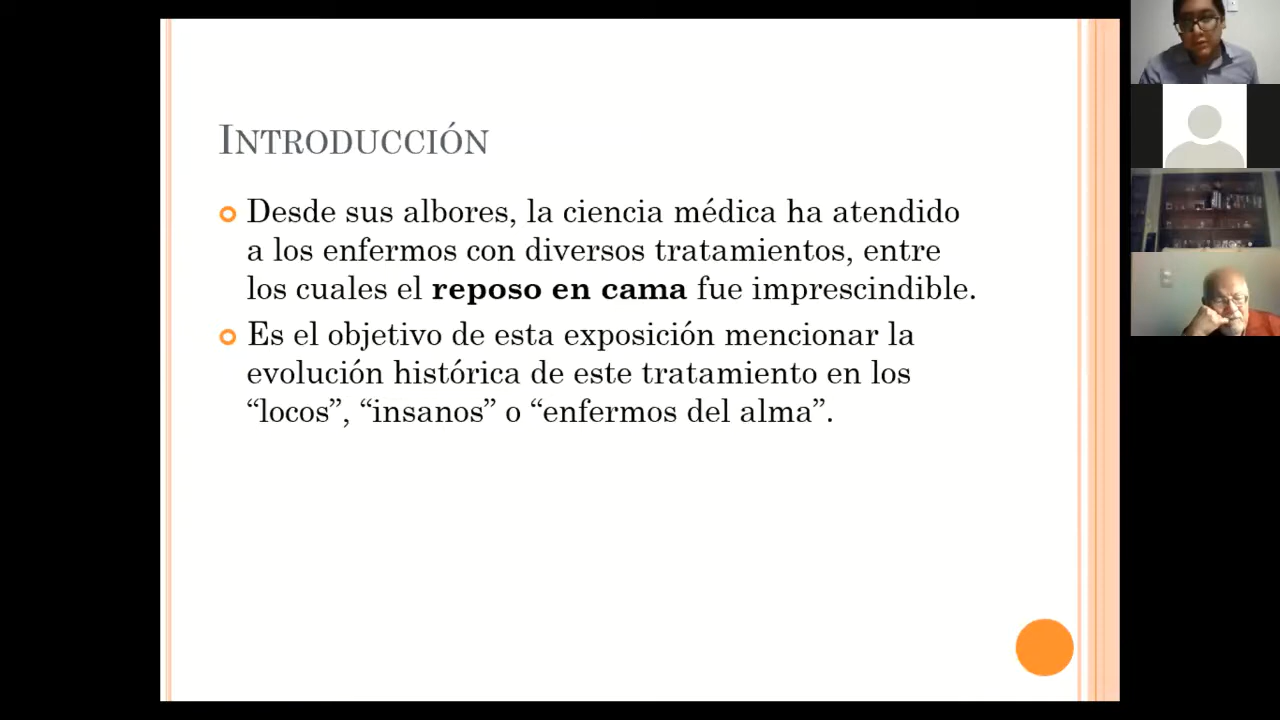 INTRODUCCIÓN
Desde sus albores, la ciencia médica ha atendido
a los enfermos con diversos tratamientos, entre
los cuales el reposo en cama fue imprescindible.
Es el objetivo de esta exposición mencionar la
evolución histórica de este tratamiento en los
“locos”, “insanos” o “enfermos del alma”.